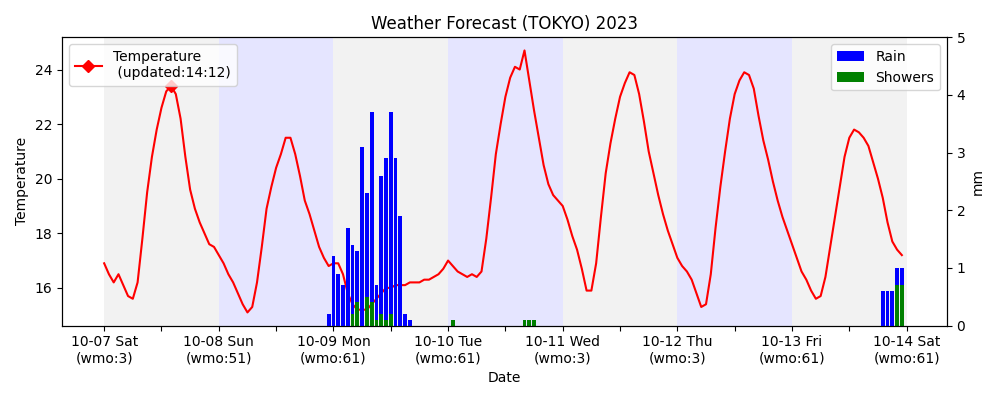 Weather Forecast (TOKYO) 2023
Temperature
(updated:14:12)
Rain
Showers
Temperature
24
22
20
18
16
5
4
3
2
1
0
mm
10-07 Sat
(wmo:3)
10-08 Sun
(wmo:51)
10-09 Mon
(wmo:61)
10-10 Tue
(wmo:61)
10-11 Wed
(wmo:3)
10-12 Thu
(wmo:3)
10-13 Fri
(wmo:61)
10-14 Sat
(wmo:61)
Date